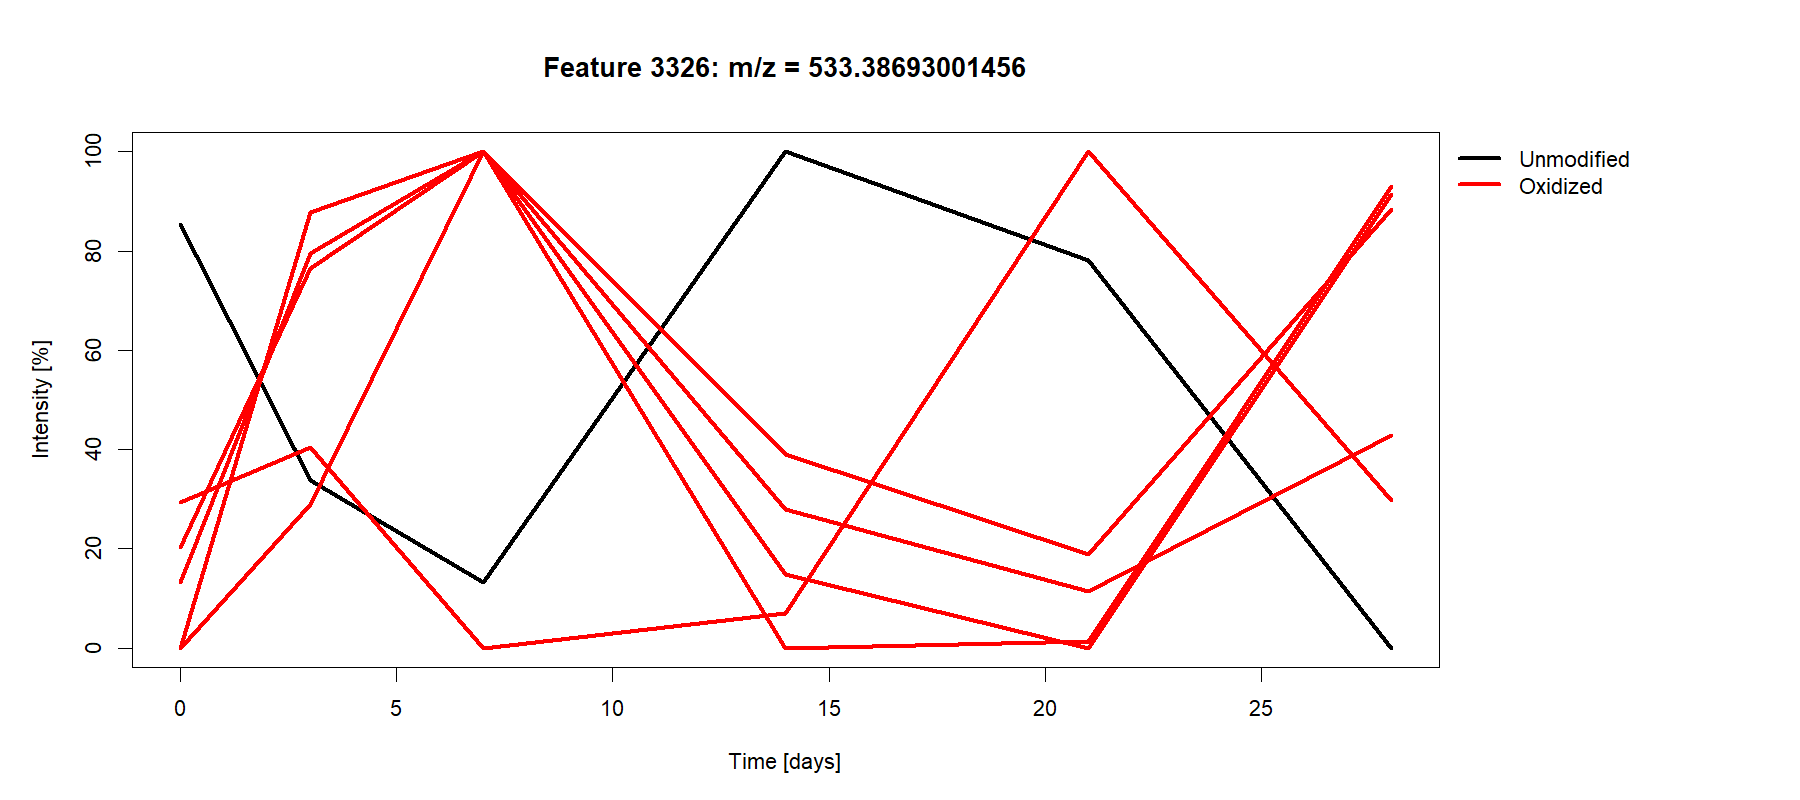 Feature 3326: m/z = 533.38693001456
Unmodified
Oxidized
100
80
60
40
20
0
Intensity [%]
0 5 10 15 20 25
Time [days]